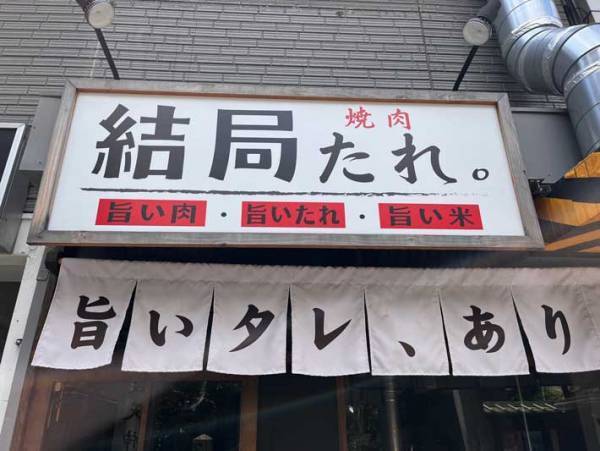 焼肉
結局たれ。
旨い肉・旨いたれ・旨い米
旨いタレ、あり